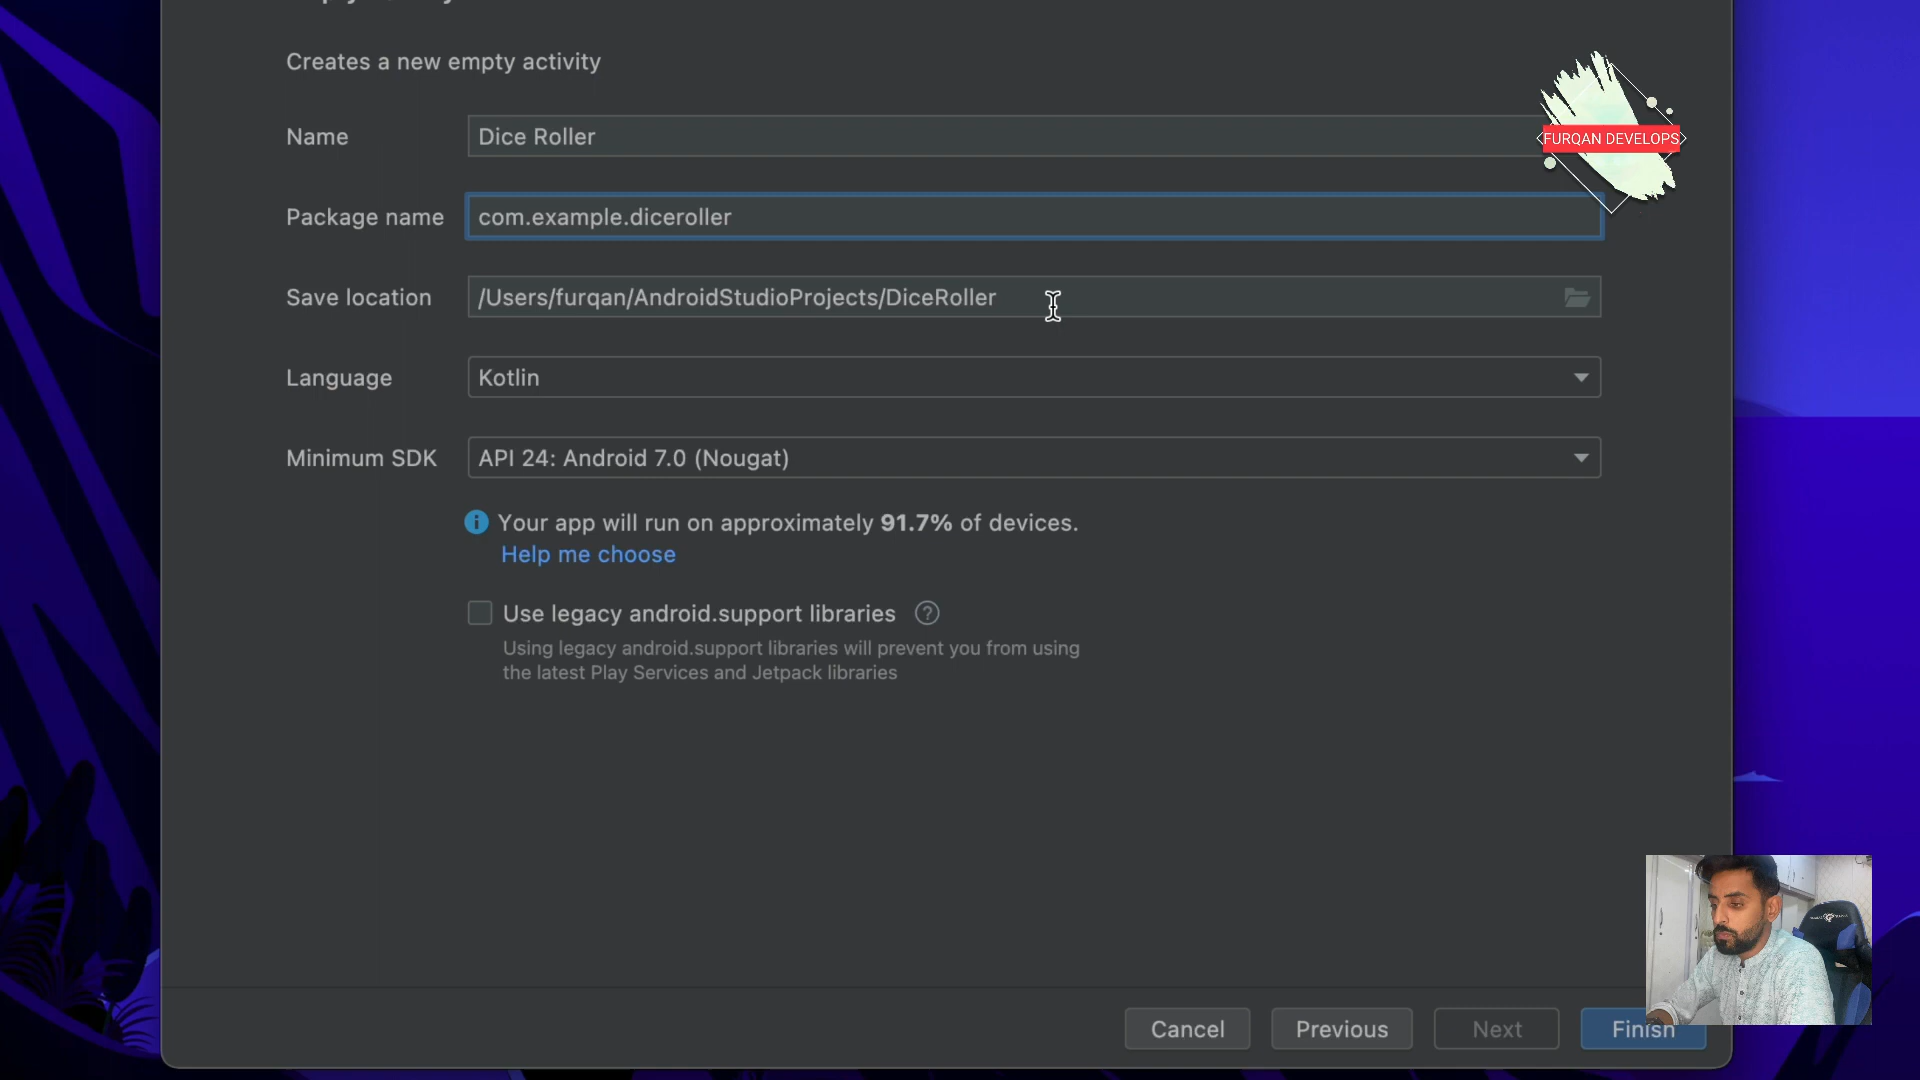 Creates a new empty activity
Name
Dice Roller
FURQAN DEVELOPS
Package name
com.example.diceroller
Save location
/Users/furqan/AndroidStudioProjects/DiceRoller
Language
Kotlin
Minimum SDK
API 24: Android 7.0 (Nougat)
Your app will run on approximately 91.7% of devices.
Help me choose
Use legacy android.support libraries
Using legacy android.support libraries will prevent you from using
the latest Play Services and Jetpack libraries
Cancel
Previous
Next
Finish